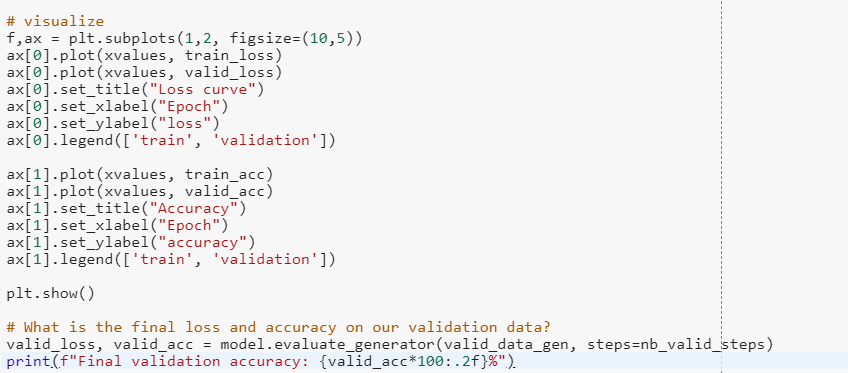 # visualize
f,ax = plt.subplots(1,2, figsize=(10,5))
ax[0].plot(xvalues, train_loss)
ax[0].plot(xvalues, valid_loss)
ax[0].set_title("Loss curve")
ax[0].set_xlabel("Epoch")
ax[0].set_ylabel("loss")
ax[0].legend(['train', 'validation'])

ax[1].plot(xvalues, train_acc)
ax[1].plot(xvalues, valid_acc)
ax[1].set_title("Accuracy")
ax[1].set_xlabel("Epoch")
ax[1].set_ylabel("accuracy")
ax[1].legend(['train', 'validation'])

plt.show()

# What is the final loss and accuracy on our validation data?
valid_loss, valid_acc = model.evaluate_generator(valid_data_gen, steps=nb_valid_steps)
print(f"Final validation accuracy: {valid_acc*100:.2f}%")